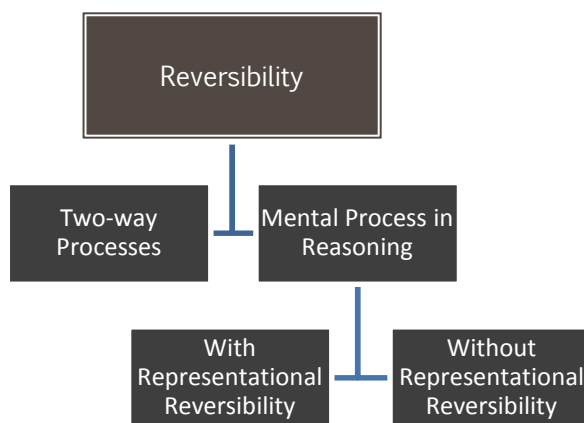 Reversibility
Two-way
Processes
Mental Process in
Reasoning
With
Representational
Reversibility
Without
Representational
Reversibility